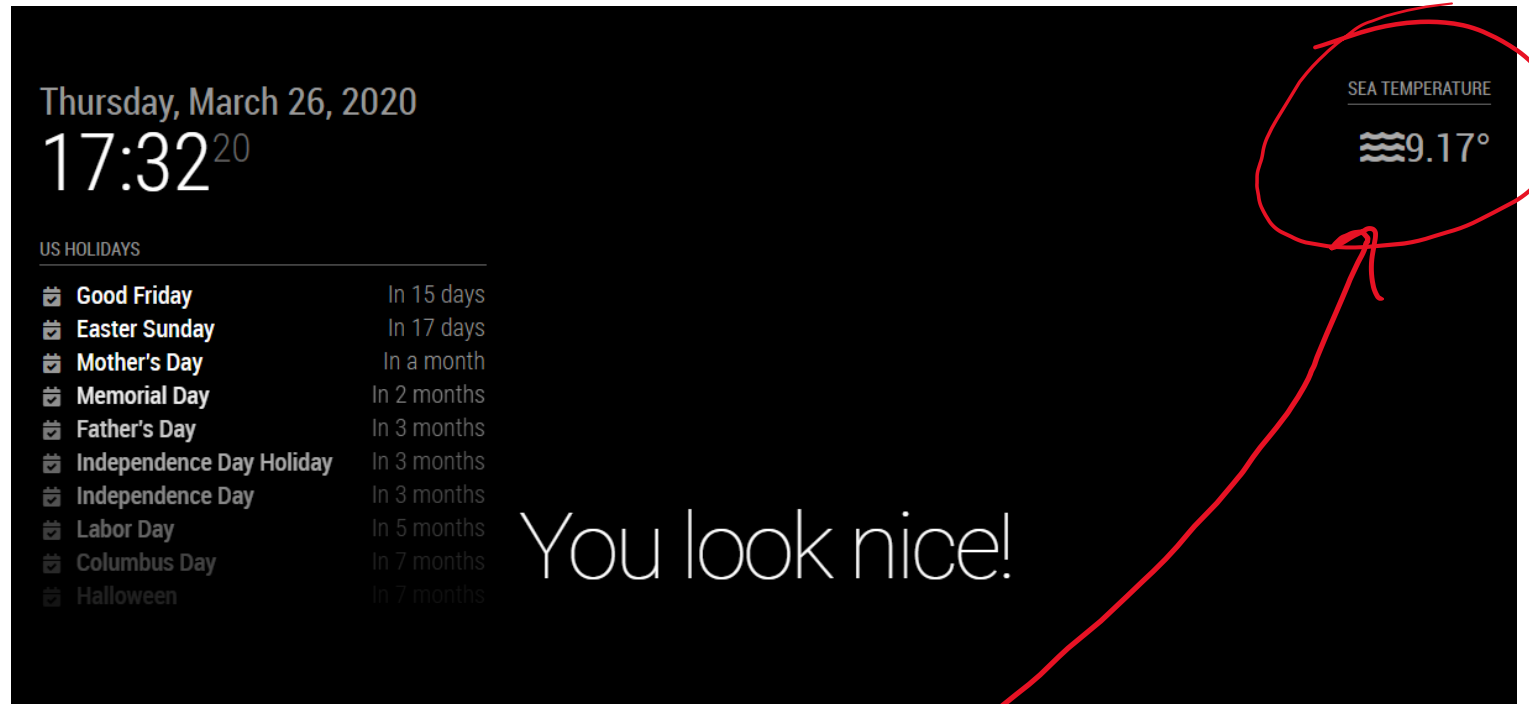 Thursday, March 26, 2020
17:32 20
US HOLIDAYS
Good Friday In 15 days
Easter Sunday In 17 days
Mother's Day In a month
Memorial Day In 2 months
Father's Day In 3 months
Independence Day Holiday In 3 months
Independence Day In 3 months
Labor Day In 5 months
Columbus Day In 7 months
Halloween In 7 months
You look nice!
SEA TEMPERATURE
9.17°